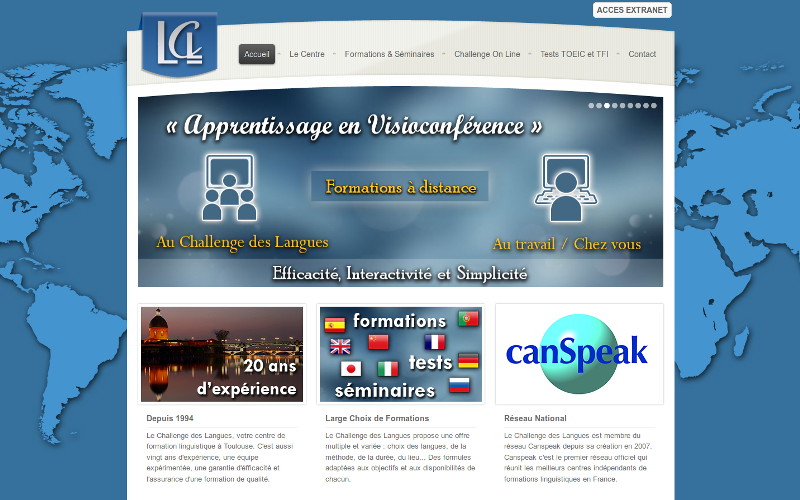 ACCES EXTRANET
LCL
Accueil
Le Centre
Formations & Séminaires
Challenge On Line
Tests TOEIC et TFI
Contact
« Apprentissage en Visioconférence »
Formations à distance
Au Challenge des Langues
Au travail / Chez vous
Efficacité, Interactivité et Simplicité
20 ans
d'expérience
formations
tests
séminaires
canSpeak
Depuis 1994
Le Challenge des Langues, votre centre de
formation linguistique à Toulouse. C'est aussi
vingt ans d'expérience, une équipe
expérimentée, une garantie d'éfficacité et
l'assurance d'une formation de qualité.
Large Choix de Formations
Le Challenge des Langues propose une offre
multiple et variée : choix des langues, de la
méthode, de la durée, du lieu... Des formules
adaptées aux objectifs et aux disponibilités de
chacun.
Réseau National
Le Challenge des Langues est membre du
réseau Canspeak depuis sa création en 2007.
Canspeak c'est le premier réseau officiel qui
réunit les meilleurs centres indépendants de
formations linguistiques en France.